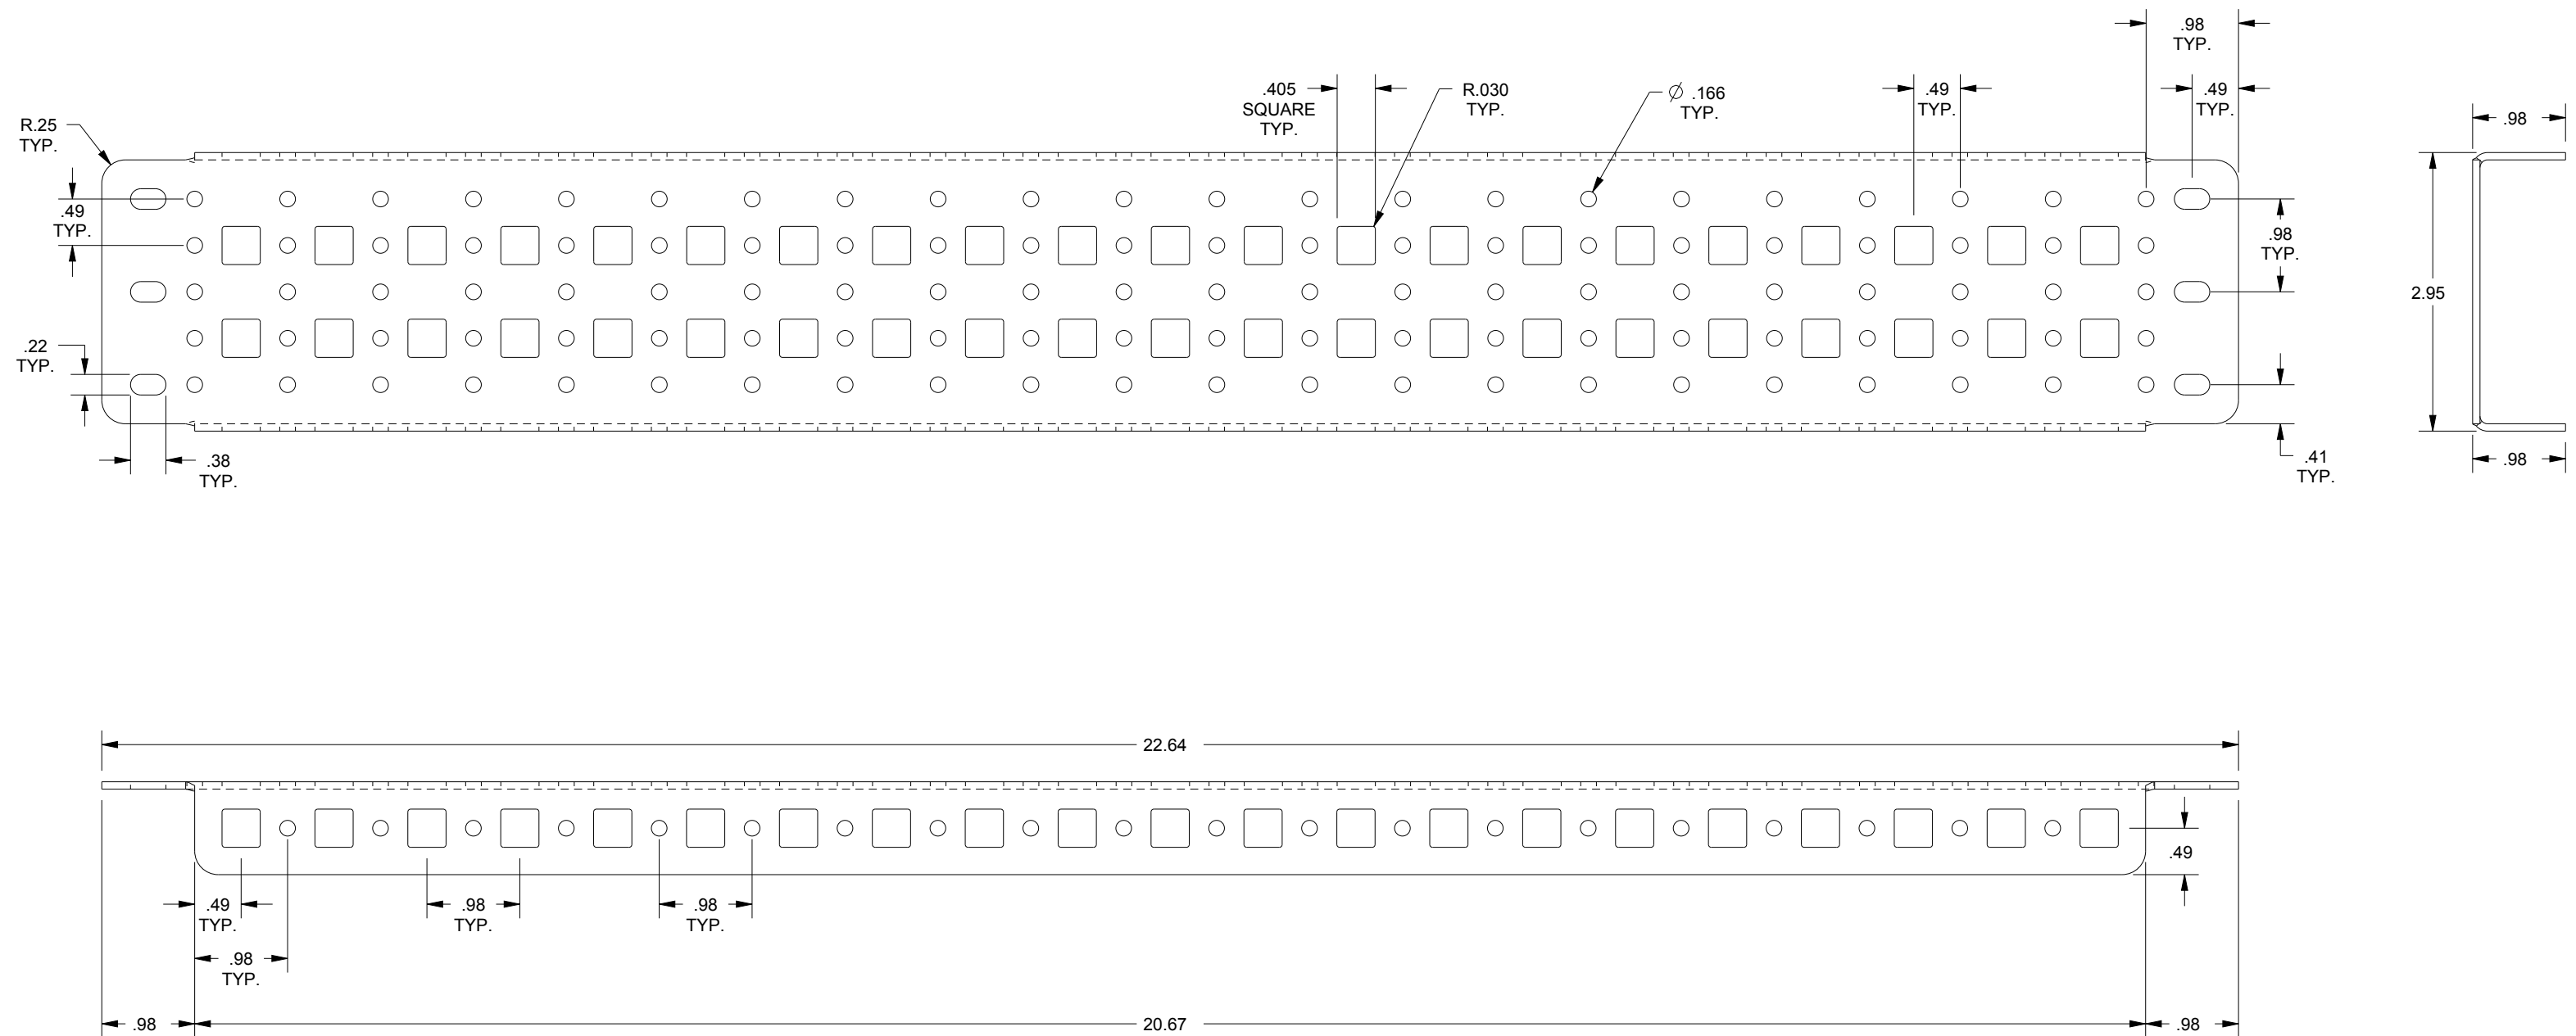 .98
TYP.
.405
SQUARE
TYP.
R.030
TYP.
.166
TYP.
.49
TYP.
.49
TYP.
R.25
TYP.
.98
.49
TYP.
.98
TYP.
2.95
.22
TYP.
.38
TYP.
.41
TYP.
.98
22.64
.49
.49
TYP.
.98
TYP.
.98
TYP.
.98
TYP.
.98
20.67
.98